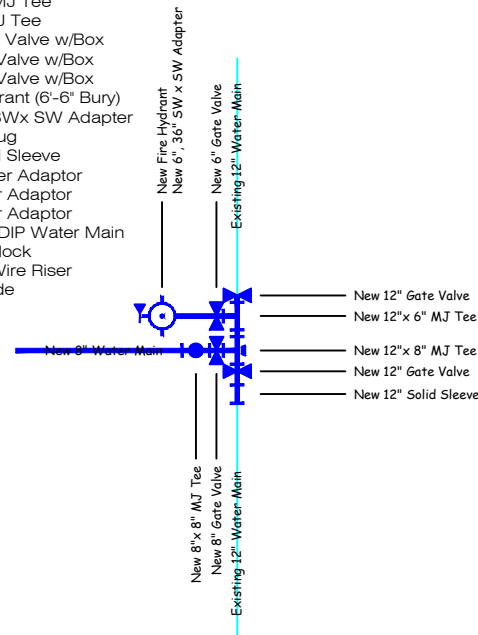 MJ Tee
J Tee
Valve w/Box
Valve w/Box
Valve w/Box
rant (6'-6" Bury)
SWx SW Adapter
ug
Sleeve
er Adaptor
r Adaptor
r Adaptor
DIP Water Main
lock
Wire Riser
de
New Fire Hydrant
New 6", 36" SW x SW Adapter
New 6" Gate Valve
Existing 12" Water Main
New 12" Gate Valve
New 12"x 6" MJ Tee
New 8" Water Main
New 12"x 8" MJ Tee
New 12" Gate Valve
New 12" Solid Sleeve
New 8"x 8" MJ Tee
New 8" Gate Valve
Existing 12" Water Main